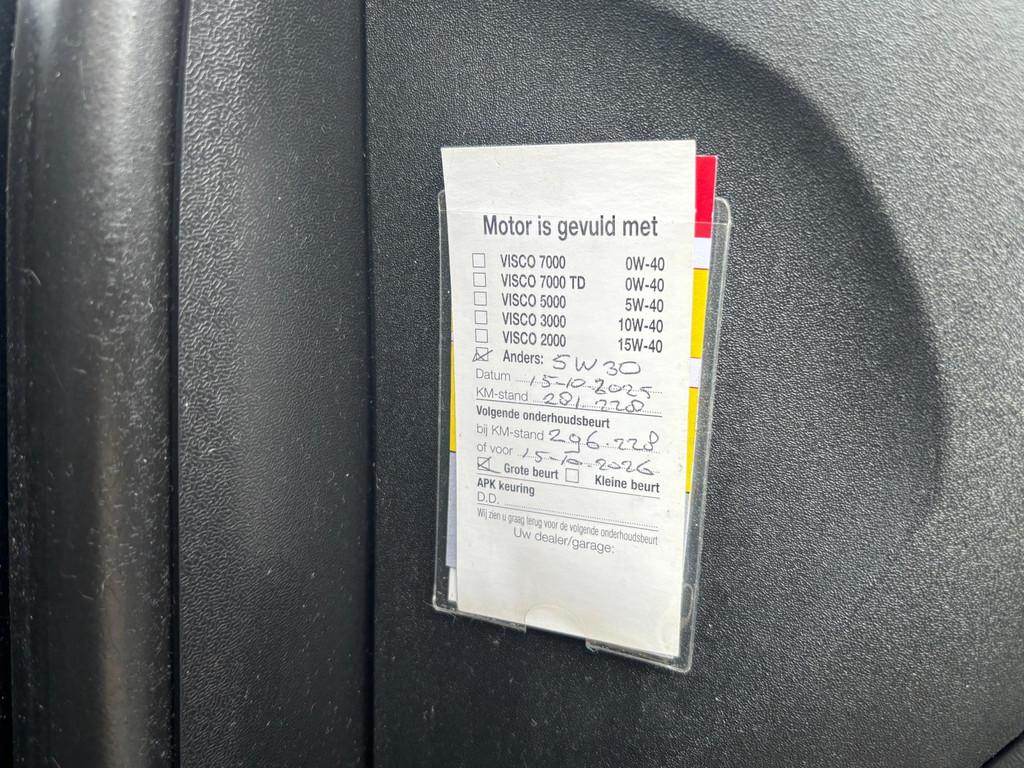 Motor is gevuld met
☐ VISCO 7000 0W-40
☐ VISCO 7000 TD 0W-40
☐ VISCO 5000 5W-40
☐ VISCO 3000 10W-40
☐ VISCO 2000 15W-40
☒ Anders: 5W30
Datum 15-10-2025
KM-stand 281.228
Volgende onderhoudsbeurt
bij KM-stand 296.228
of voor 15-10-2026
☒ Grote beurt ☐ Kleine beurt
APK keuring
D.D.
Wij zien u graag terug voor de volgende onderhoudsbeurt
Uw dealer/garage: